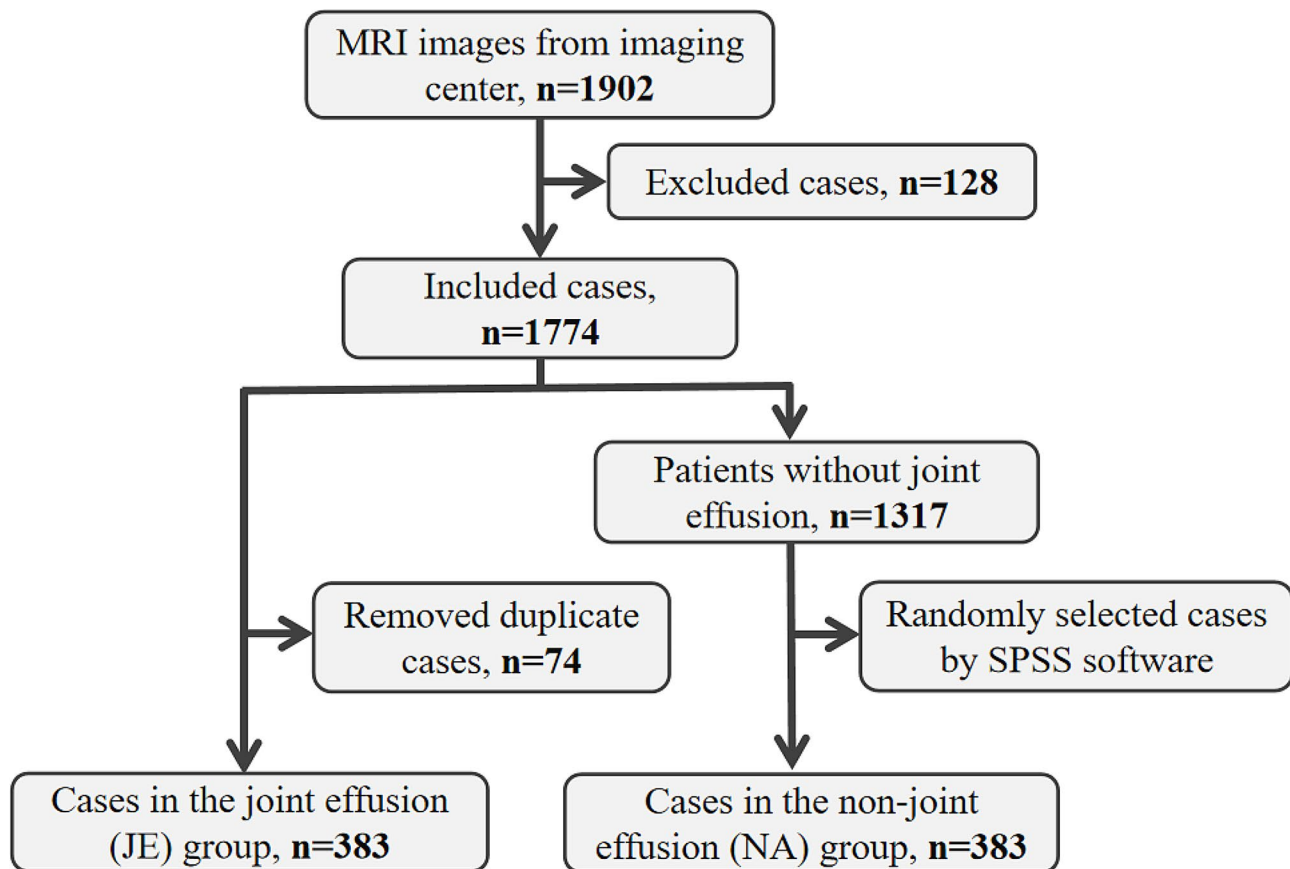 MRI images from imaging
center, n=1902
Excluded cases, n=128
Included cases,
n=1774
Patients without joint
effusion, n=1317
Removed duplicate
cases, n=74
Randomly selected cases
by SPSS software
Cases in the joint effusion
(JE) group, n=383
Cases in the non-joint
effusion (NA) group, n=383